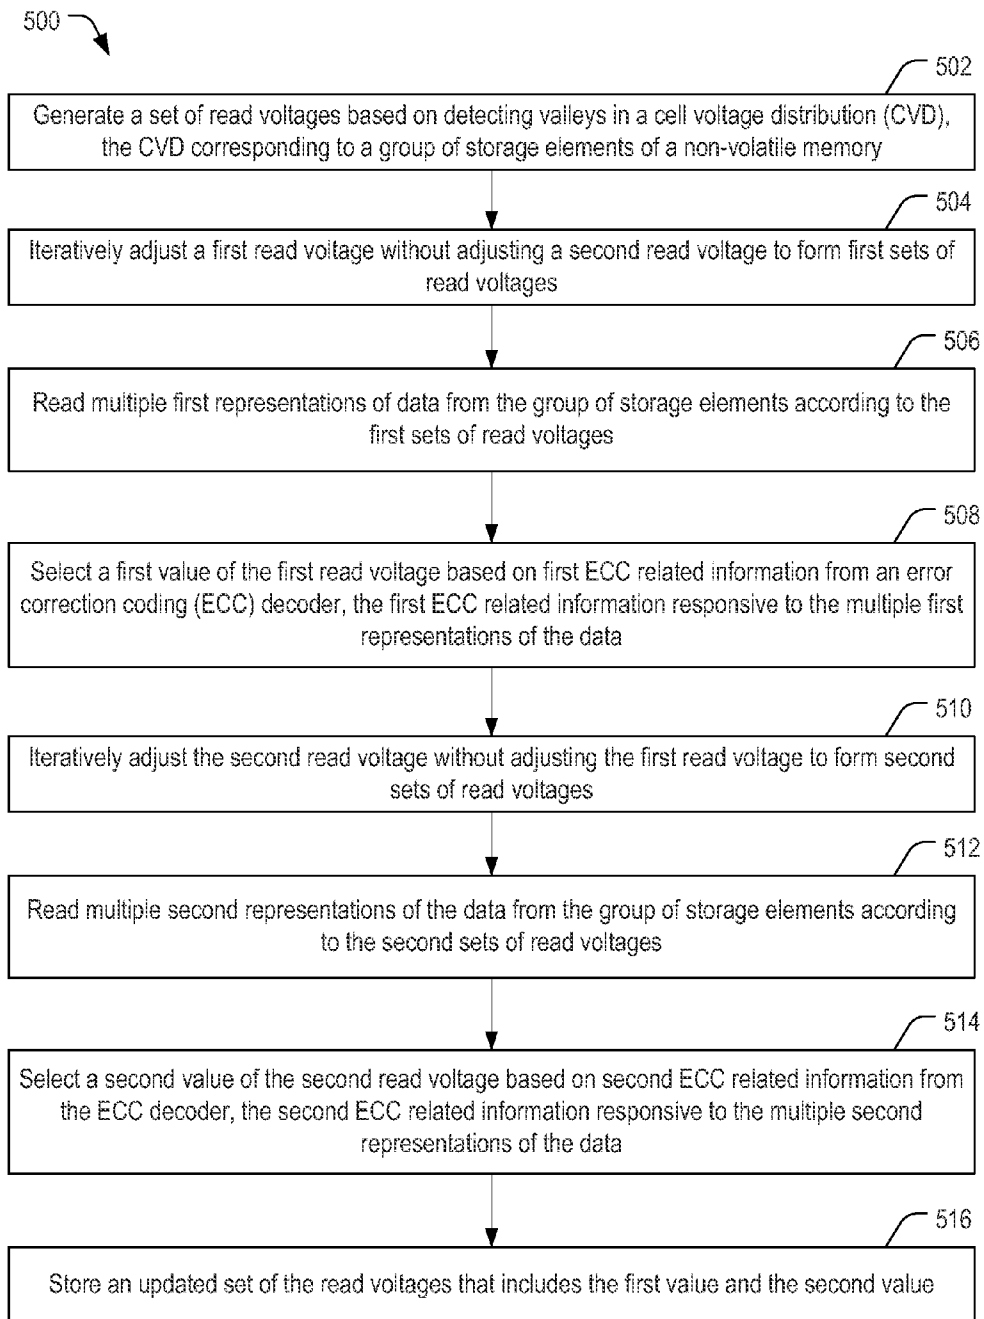 500
502
Generate a set of read voltages based on detecting valleys in a cell voltage distribution (CVD),
the CVD corresponding to a group of storage elements of a non-volatile memory
504
Iteratively adjust a first read voltage without adjusting a second read voltage to form first sets of
read voltages
506
Read multiple first representations of data from the group of storage elements according to the
first sets of read voltages
508
Select a first value of the first read voltage based on first ECC related information from an error
correction coding (ECC) decoder, the first ECC related information responsive to the multiple first
representations of the data
510
Iteratively adjust the second read voltage without adjusting the first read voltage to form second
sets of read voltages
512
Read multiple second representations of the data from the group of storage elements according
to the second sets of read voltages
514
Select a second value of the second read voltage based on second ECC related information from
the ECC decoder, the second ECC related information responsive to the multiple second
representations of the data
516
Store an updated set of the read voltages that includes the first value and the second value